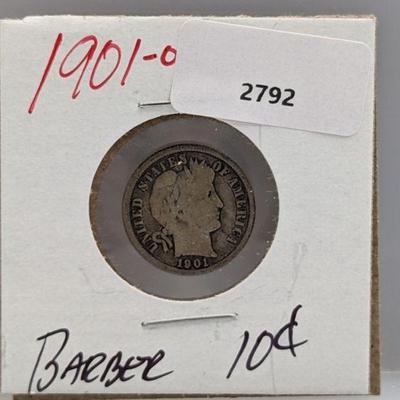 1901-o
2792
UNITED STATES OF AMERICA
1901
BARBER 10¢